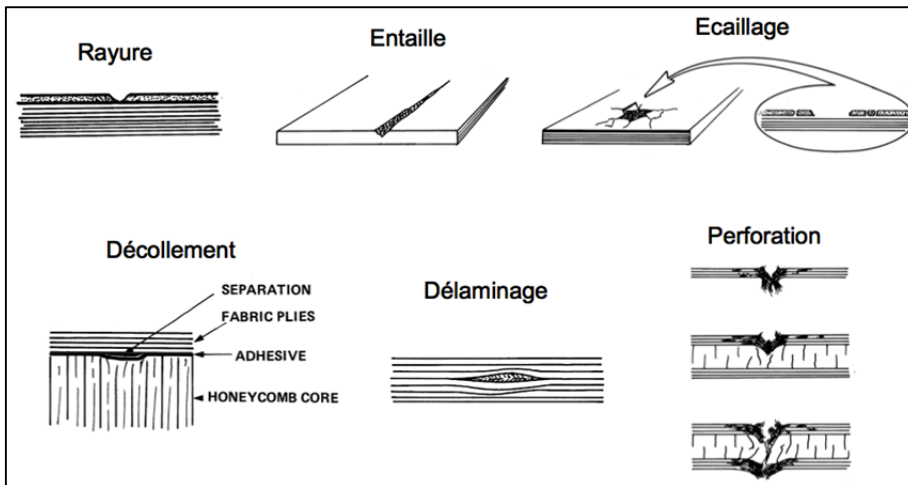 Rayure
Entaille
Ecaillage
Décollement
SEPARATION
FABRIC PLIES
ADHESIVE
HONEYCOMB CORE
Délaminage
Perforation